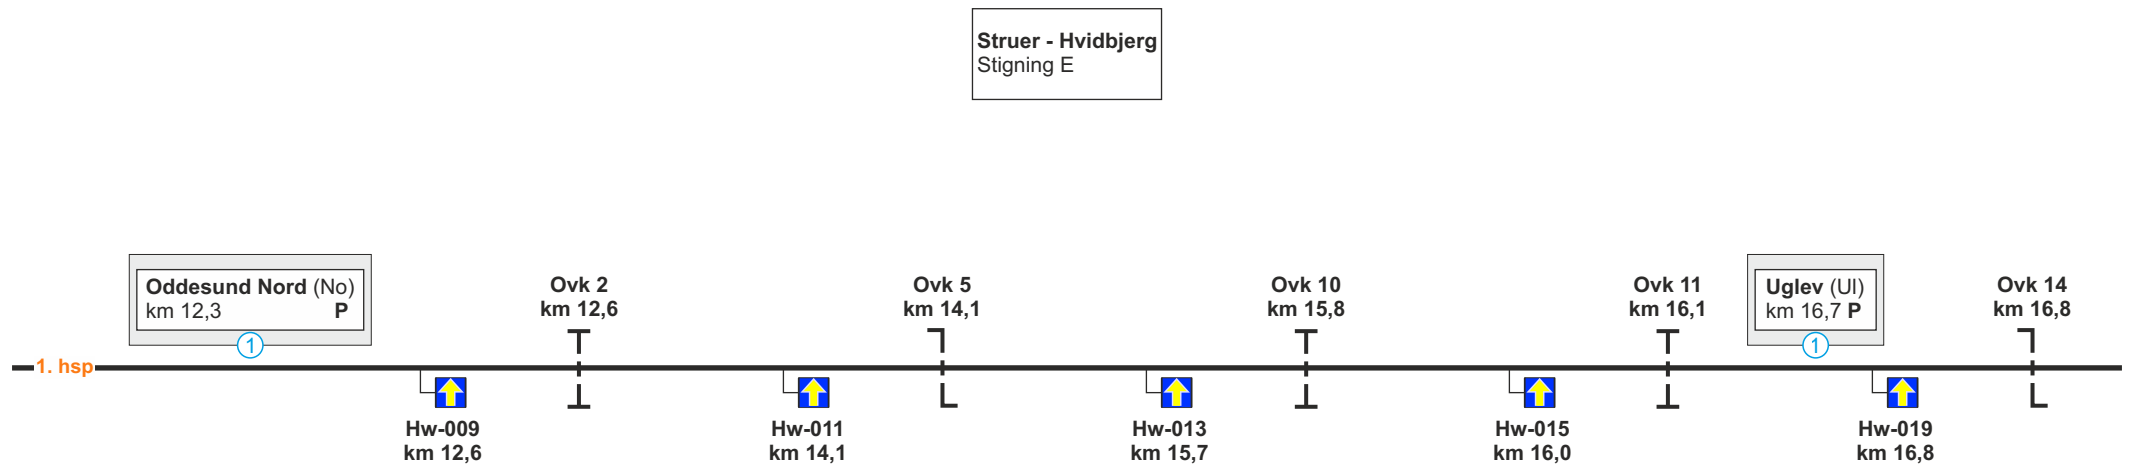 Struer - Hvidbjerg
Stigning E
Oddesund Nord (No)
km 12,3 P
1
Ovk 2
km 12,6
Ovk 5
km 14,1
Ovk 10
km 15,8
Ovk 11
km 16,1
Uglev (Ul)
km 16,7 P
1
Ovk 14
km 16,8
1. hsp
Hw-009
km 12,6
Hw-011
km 14,1
Hw-013
km 15,7
Hw-015
km 16,0
Hw-019
km 16,8